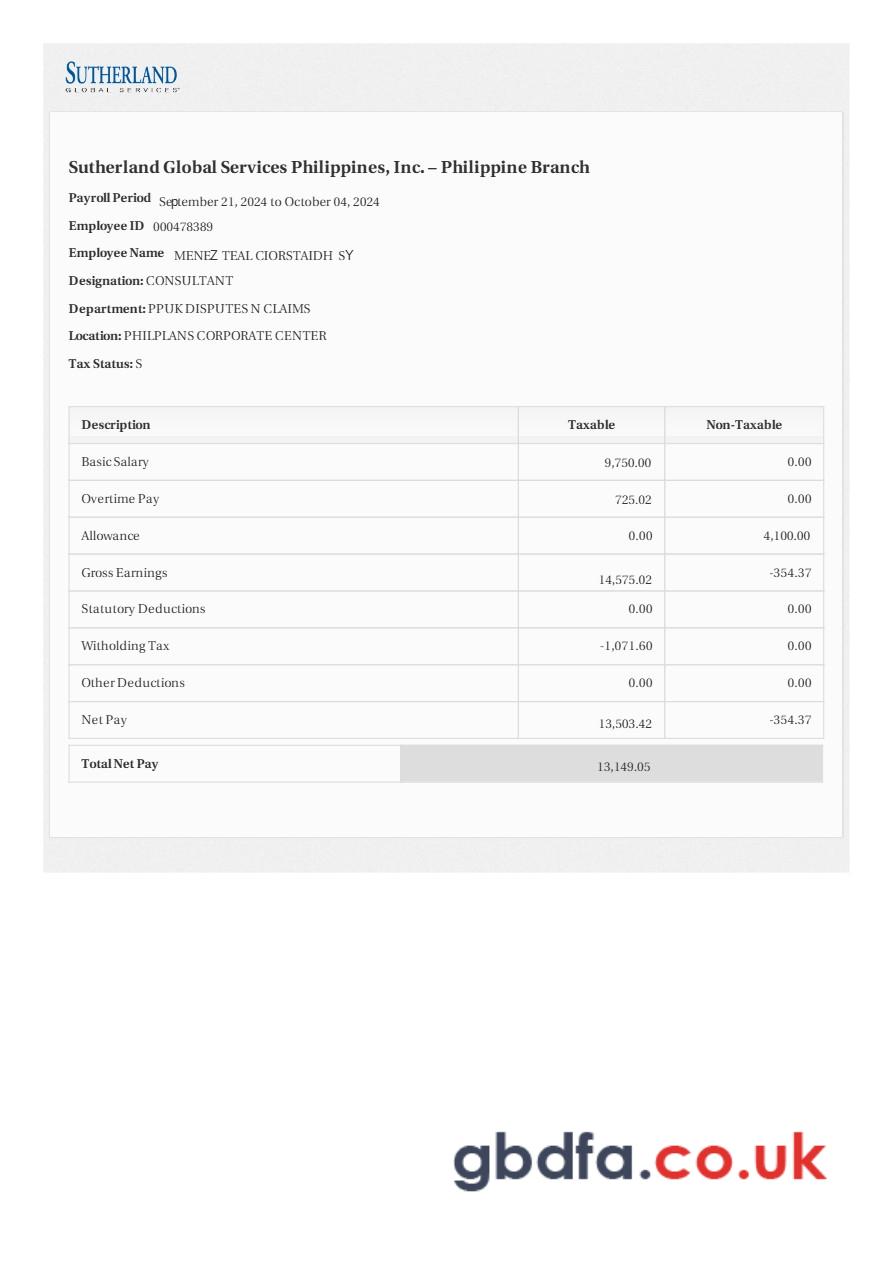 SUTHERLAND
GLOBAL SERVICES
Sutherland Global Services Philippines, Inc. – Philippine Branch
Payroll Period September 21, 2024 to October 04, 2024
Employee ID 000478389
Employee Name MENEZ TEAL CIORSTAIDH SY
Designation: CONSULTANT
Department: PPUK DISPUTES N CLAIMS
Location: PHILPLANS CORPORATE CENTER
Tax Status: S
Description Taxable Non-Taxable
Basic Salary 9,750.00 0.00
Overtime Pay 725.02 0.00
Allowance 0.00 4,100.00
Gross Earnings 14,575.02 -354.37
Statutory Deductions 0.00 0.00
Witholding Tax -1,071.60 0.00
Other Deductions 0.00 0.00
Net Pay 13,503.42 -354.37
Total Net Pay 13,149.05
gbdfa.co.uk